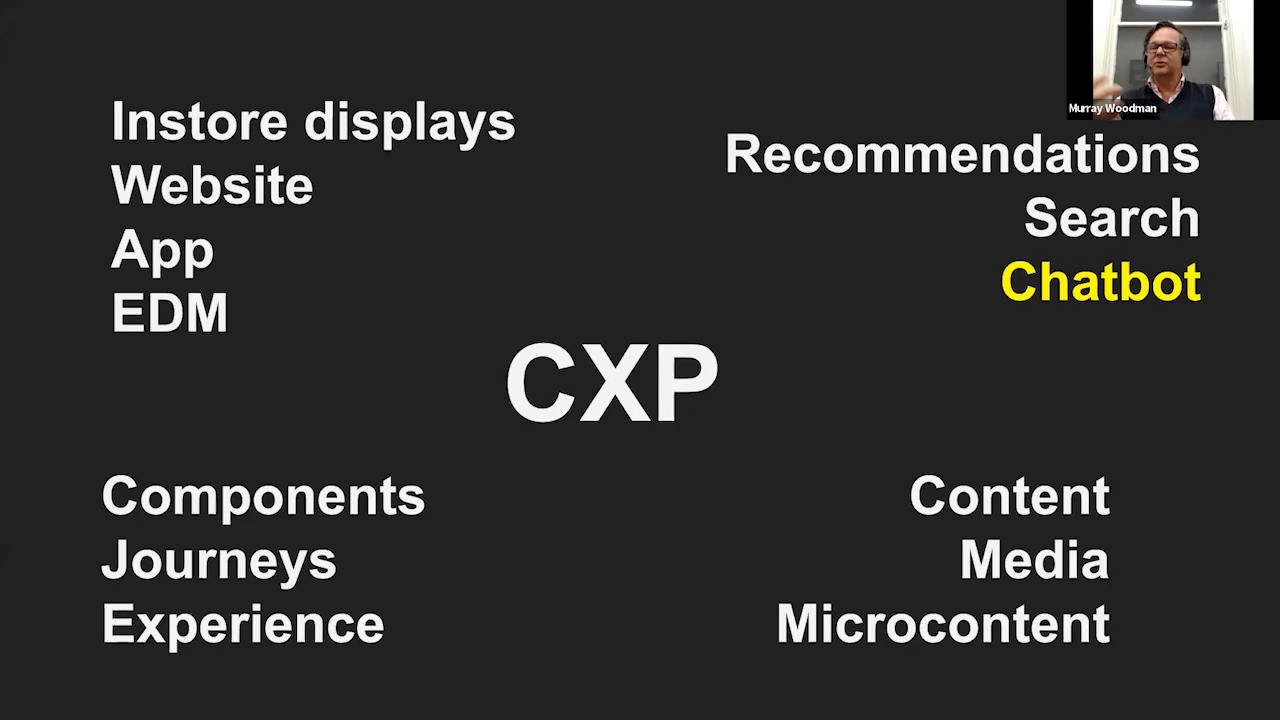 Murray Woodman
Instore displays
Website
App
EDM
Recommendations
Search
Chatbot
CXP
Components
Journeys
Experience
Content
Media
Microcontent